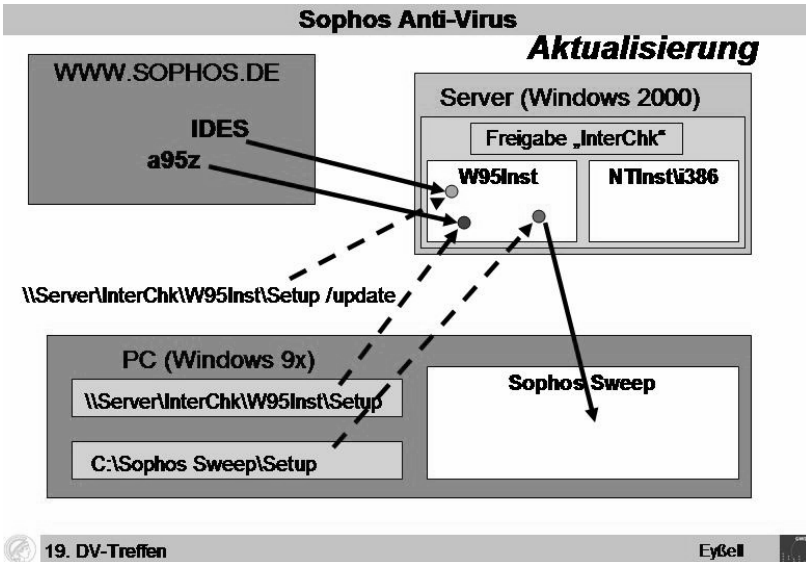 Sophos Anti-Virus
Aktualisierung
WWW.SOPHOS.DE
IDES
a95z
Server (Windows 2000)
Freigabe „InterChk“
W95Inst
NTInst\i386
\\Server\InterChk\W95Inst\Setup /update
PC (Windows 9x)
\\Server\InterChk\W95Inst\Setup
C:\Sophos Sweep\Setup
Sophos Sweep
19. DV-Treffen
Eyßell